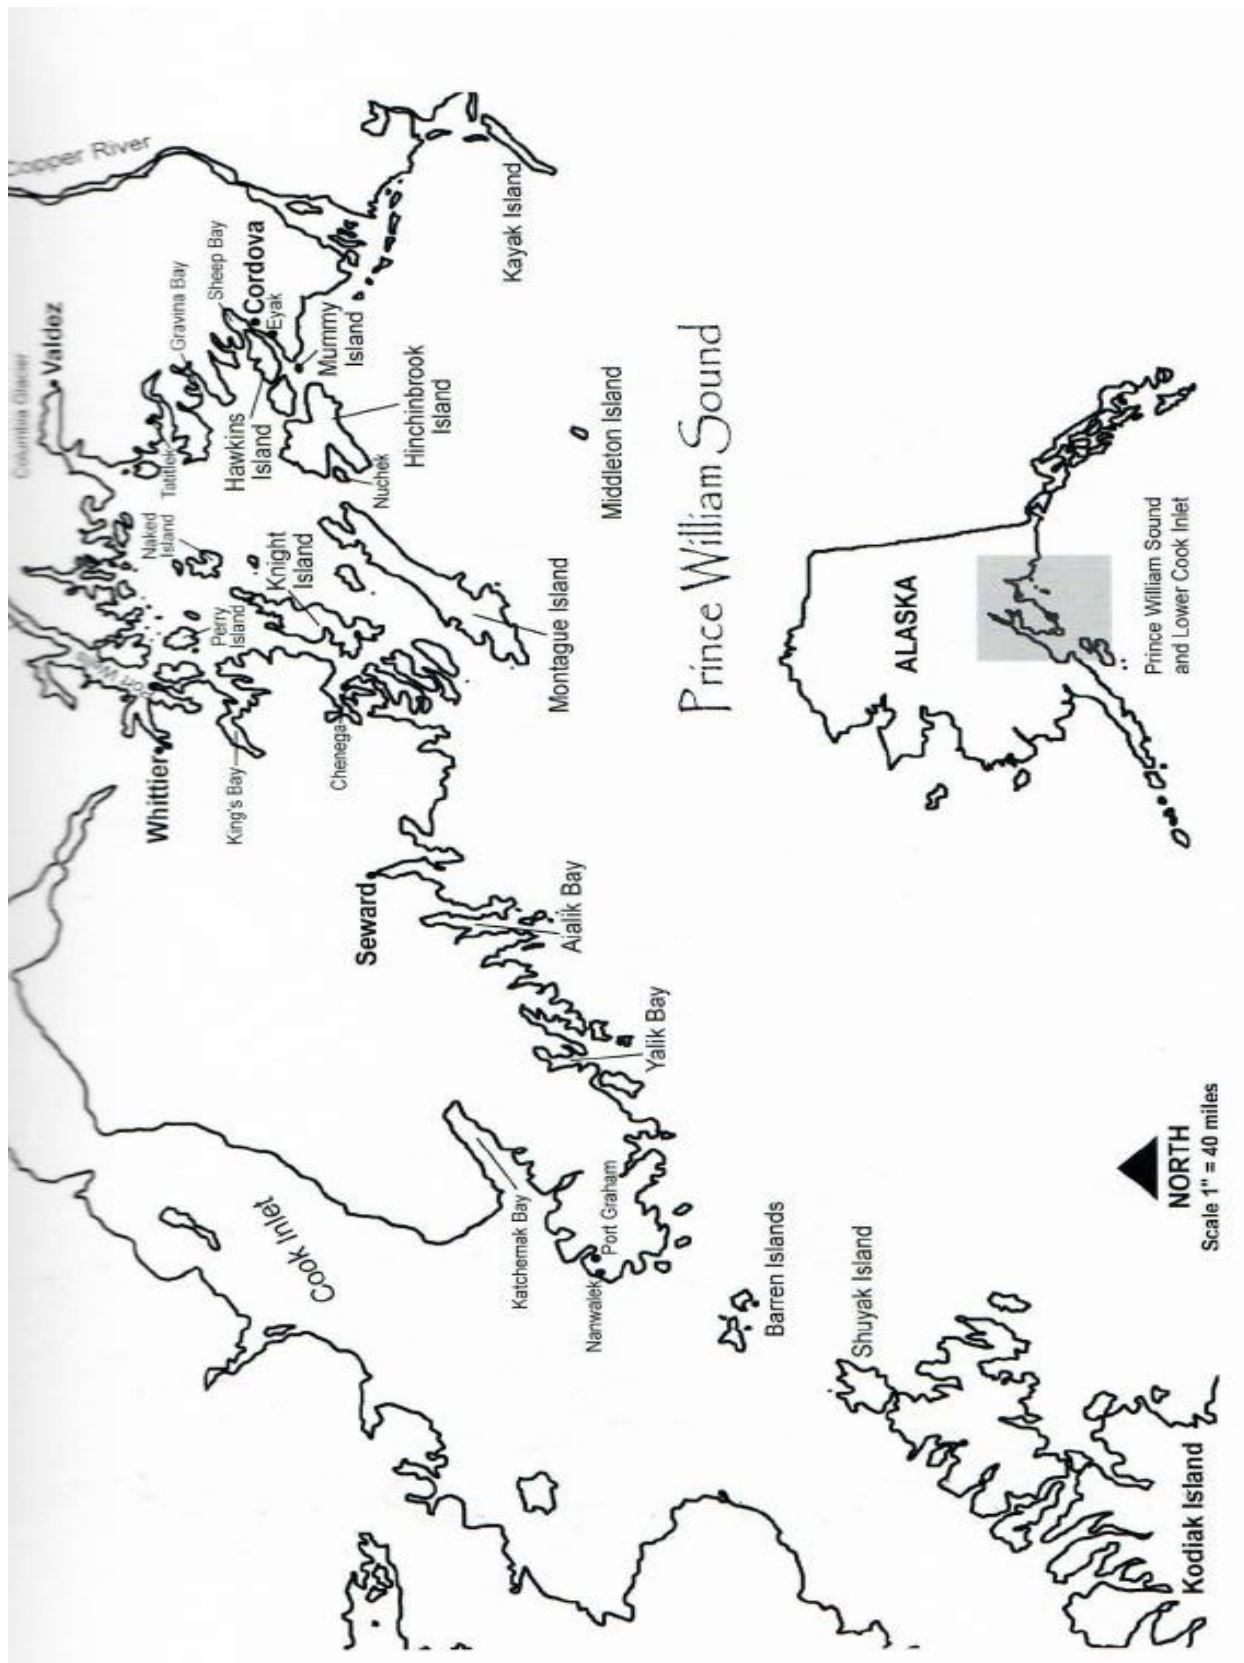 Copper River
Columbia Glacier
Valdez
Gravina Bay
Sheep Bay
Cordova
Eyak
Tatitlek
Hawkins
Island
Mummy
Island
Hinchinbrook
Island
Nuchek
Kayak Island
Middleton Island
Naked
Island
Perry
Island
Knight
Island
Montague Island
Port Wells
Whittier
King's Bay
Chenega
Seward
Aialik Bay
Yalik Bay
Cook Inlet
Katchemak Bay
Port Graham
Nanwalek
Barren Islands
Shuyak Island
Kodiak Island
Prince William Sound
ALASKA
Prince William Sound
and Lower Cook Inlet
NORTH
Scale 1" = 40 miles